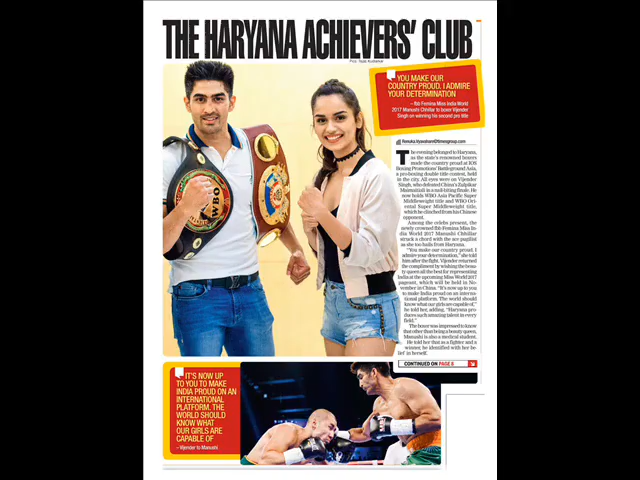 THE HARYANA ACHIEVERS' CLUB
YOU MAKE OUR
COUNTRY PROUD. I ADMIRE
YOUR DETERMINATION
– fbb Femina Miss India World
2017 Manushi Chhillar to boxer Vijender
Singh on winning his second pro title
The evening belonged to Haryana,
as the state's renowned boxers
made the country proud at IOS
Boxing Promotions' Battleground Asia,
a pro-boxing double title contest, held
in the city. All eyes were on Vijender
Singh, who defeated China's Zulpikar
Maimaitiali in a nail-biting finale. He
now holds WBO Asia Pacific Super
Middleweight title and WBO Ori-
ental Super Middleweight title,
which he clinched from his Chinese
opponent.
Among the celebs present, the
newly crowned fbb Femina Miss In-
dia World 2017 Manushi Chhillar
struck a chord with the ace pugilist
as she too hails from Haryana.
"You make our country proud. I
admire your determination," she told
him after the fight. Vijender returned
the compliment by wishing the beau-
ty queen all the best for representing
India at the upcoming Miss World 2017
pageant, which will be held in No-
vember in China. "It's now up to you
to make India proud on an interna-
tional platform. The world should
know what our girls are capable of,"
he told her, adding, "Haryana pro-
duces such amazing talent in every
field."
The boxer was impressed to know
that other than being a beauty queen,
Manushi is also a medical student.
He told her that as a fighter and a
winner, he identified with her be-
lief in herself.
CONTINUED ON PAGE 8
WBO
IT'S NOW UP
TO YOU TO MAKE
INDIA PROUD ON AN
INTERNATIONAL
PLATFORM. THE
WORLD SHOULD
KNOW WHAT
OUR GIRLS ARE
CAPABLE OF
– Vijender to Manushi